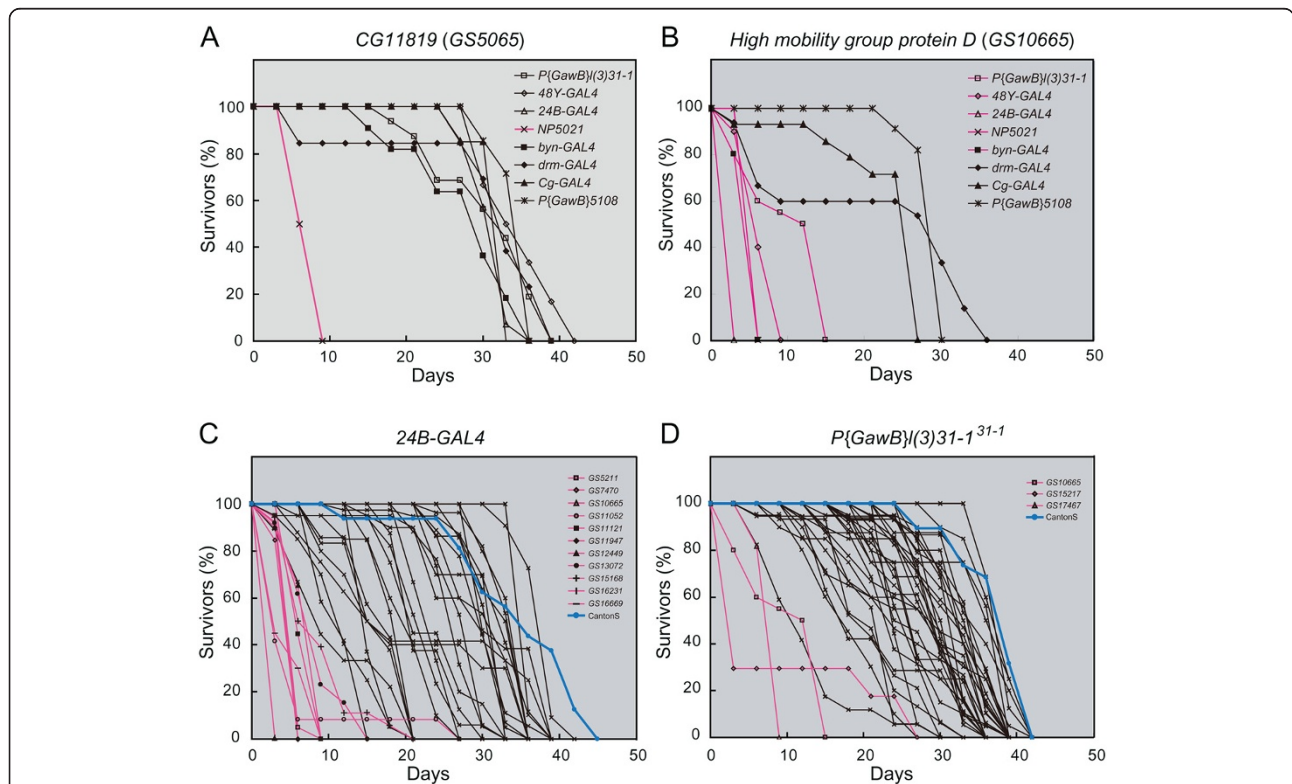 A
CG11819 (GS5065)
Survivors (%)
100
80
60
40
20
0
0 10 20 30 40 50
Days
P{GawB}l(3)31-1
48Y-GAL4
24B-GAL4
NP5021
byn-GAL4
drm-GAL4
Cg-GAL4
P{GawB}5108
B
High mobility group protein D (GS10665)
Survivors (%)
100
80
60
40
20
0
0 10 20 30 40 50
Days
P{GawB}l(3)31-1
48Y-GAL4
24B-GAL4
NP5021
byn-GAL4
drm-GAL4
Cg-GAL4
P{GawB}5108
C
24B-GAL4
Survivors (%)
100
80
60
40
20
0
0 10 20 30 40 50
Days
GS5211
GS7470
GS10665
GS11052
GS11121
GS11947
GS12449
GS13072
GS15168
GS16231
GS16669
CantonS
D
P{GawB}l(3)31-1 31-1
Survivors (%)
100
80
60
40
20
0
0 10 20 30 40 50
Days
GS10665
GS15217
GS17467
CantonS